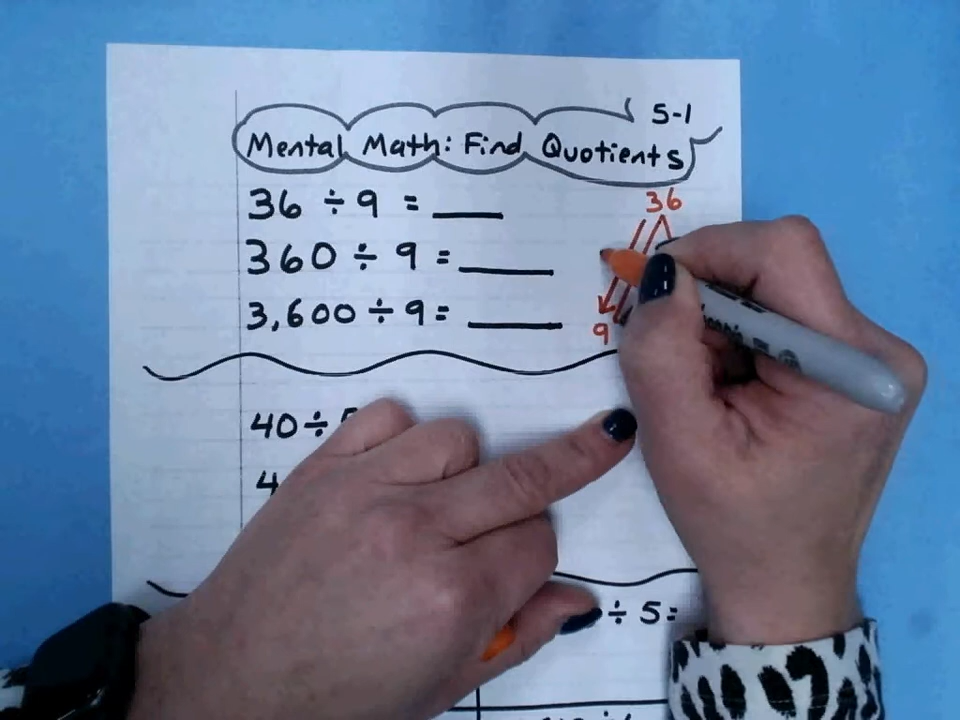 5-1
Mental Math: Find Quotients
36 ÷ 9 = ____
36
360 ÷ 9 = ____
3,600 ÷ 9 = ____
9
40 ÷
4
÷ 5 =